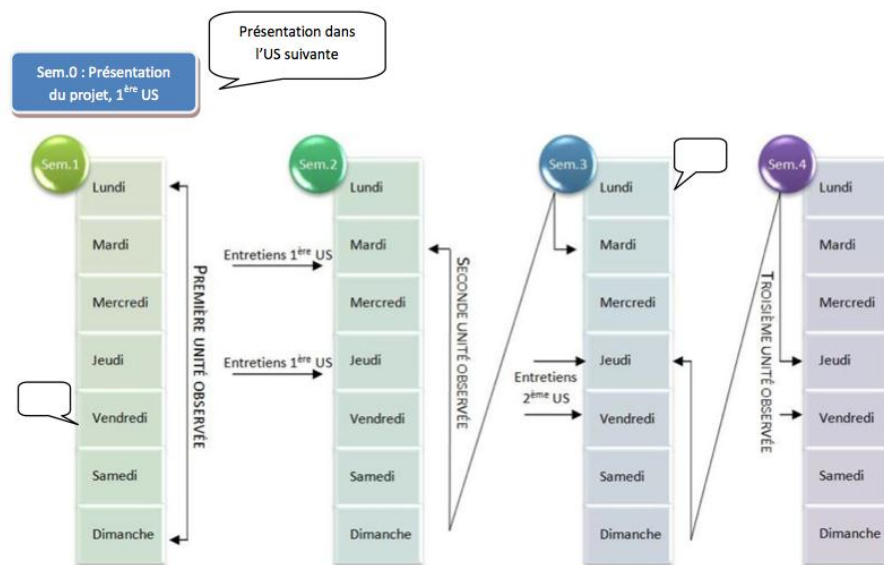 Présentation dans
l'US suivante
Sem.0 : Présentation
du projet, 1ère US
Sem.1
Lundi
Mardi
Mercredi
Jeudi
Vendredi
Samedi
Dimanche
PREMIÈRE UNITÉ OBSERVÉE
Entretiens 1ère US
Entretiens 1ère US
Sem.2
Lundi
Mardi
Mercredi
Jeudi
Vendredi
Samedi
Dimanche
SECONDE UNITÉ OBSERVÉE
Entretiens
2ème US
Sem.3
Lundi
Mardi
Mercredi
Jeudi
Vendredi
Samedi
Dimanche
TROISIÈME UNITÉ OBSERVÉE
Sem.4
Lundi
Mardi
Mercredi
Jeudi
Vendredi
Samedi
Dimanche